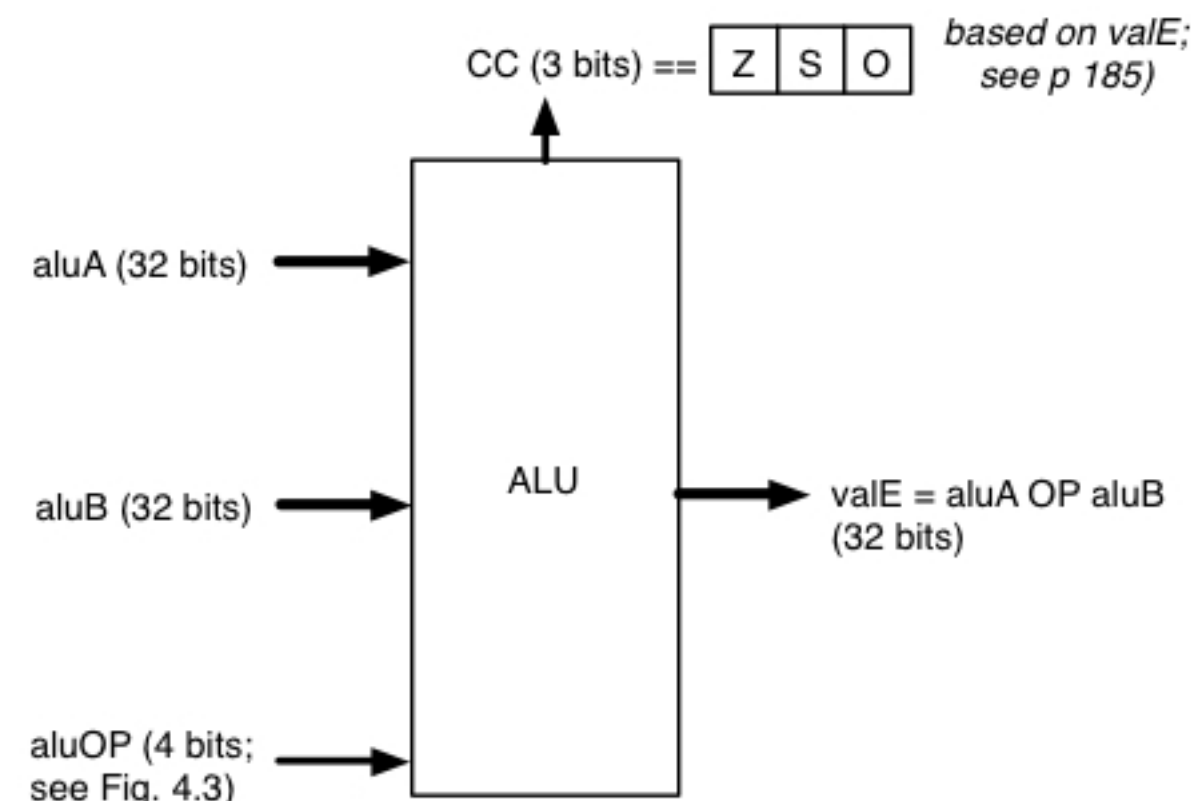 CC (3 bits) == Z S O
based on valE;
see p 185)
aluA (32 bits)
aluB (32 bits)
ALU
valE = aluA OP aluB
(32 bits)
aluOP (4 bits;
see Fig. 4.3)